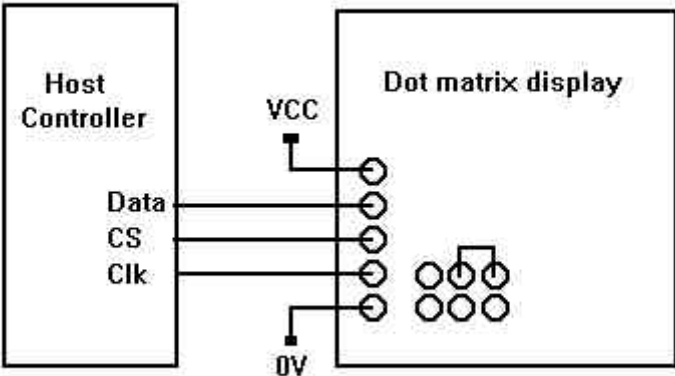 Host
Controller
Dot matrix display
VCC
Data
CS
Clk
0V